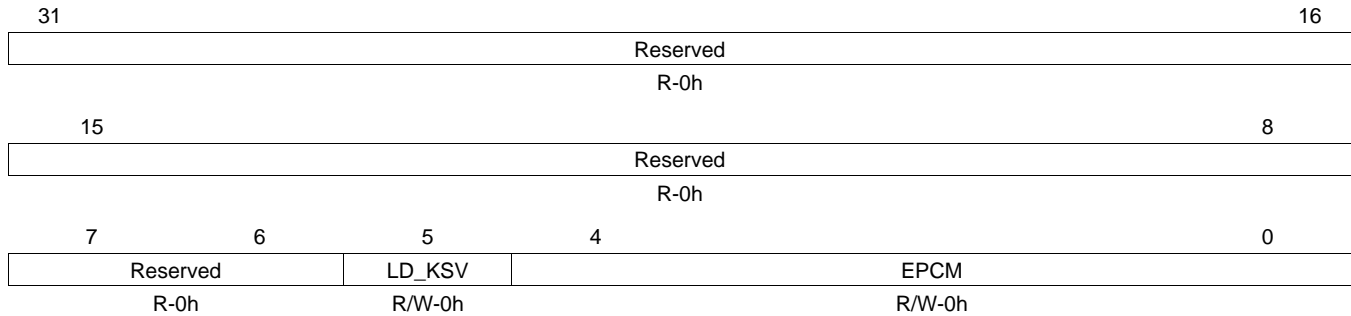 31 16
Reserved
R-0h
15 8
Reserved
R-0h
7 6 5 4 0
Reserved LD_KSV EPCM
R-0h R/W-0h R/W-0h